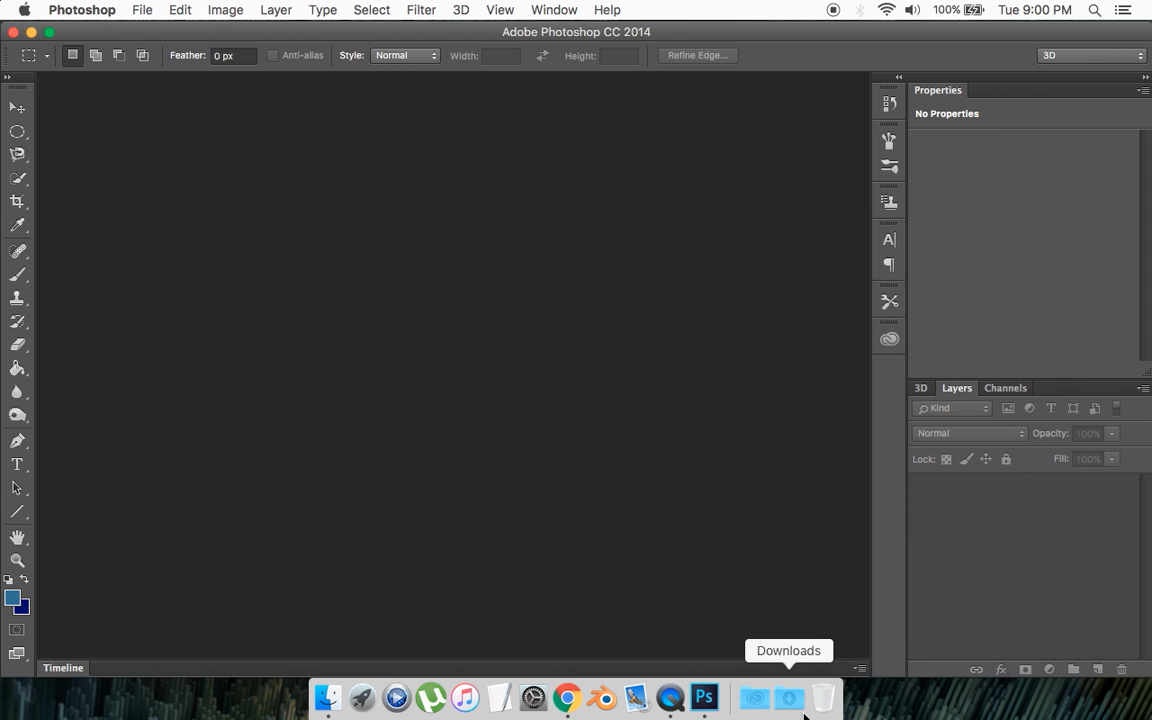 Photoshop File Edit Image Layer Type Select Filter 3D View Window Help 100% Tue 9:00 PM
Adobe Photoshop CC 2014
Feather: 0 px Anti-alias Style: Normal Width: Height: Refine Edge... 3D
Properties
No Properties
3D Layers Channels
Kind
Normal Opacity: 100%
Lock: Fill: 100%
Downloads
Timeline
Ps